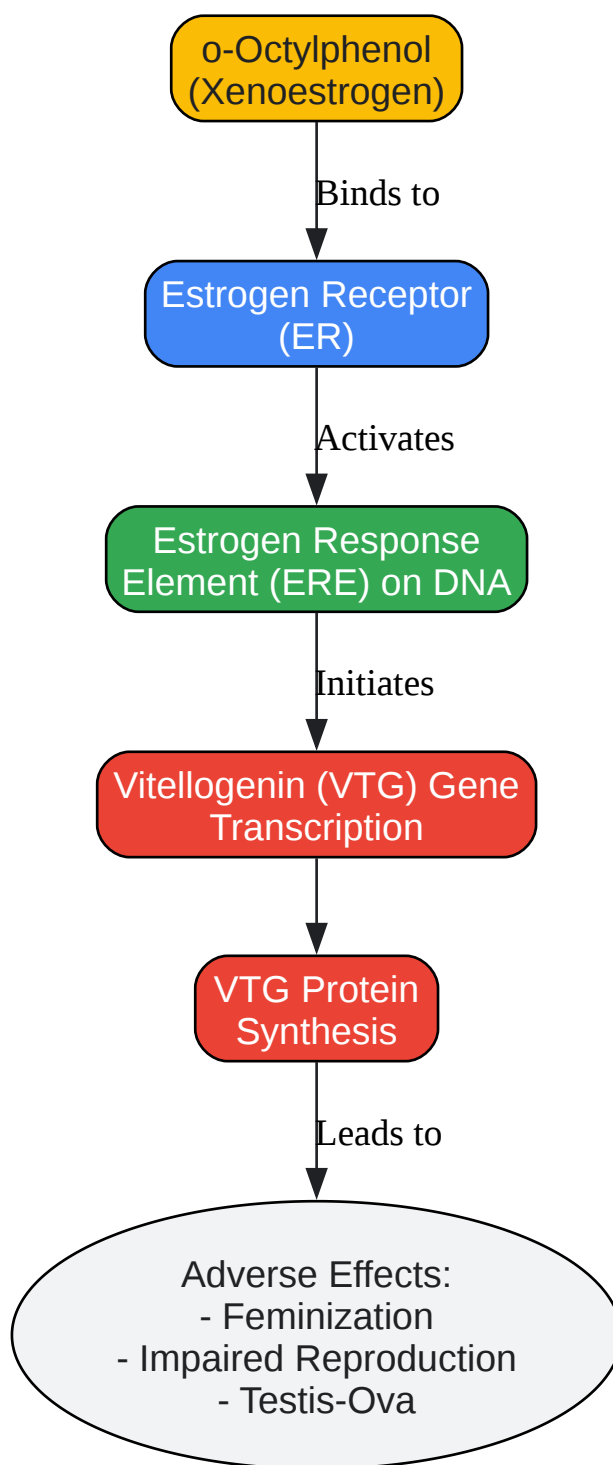 o-Octylphenol
(Xenoestrogen)
Binds to
Estrogen Receptor
(ER)
Activates
Estrogen Response
Element (ERE) on DNA
Initiates
Vitellogenin (VTG) Gene
Transcription
VTG Protein
Synthesis
Leads to
Adverse Effects:
- Feminization
- Impaired Reproduction
- Testis-Ova